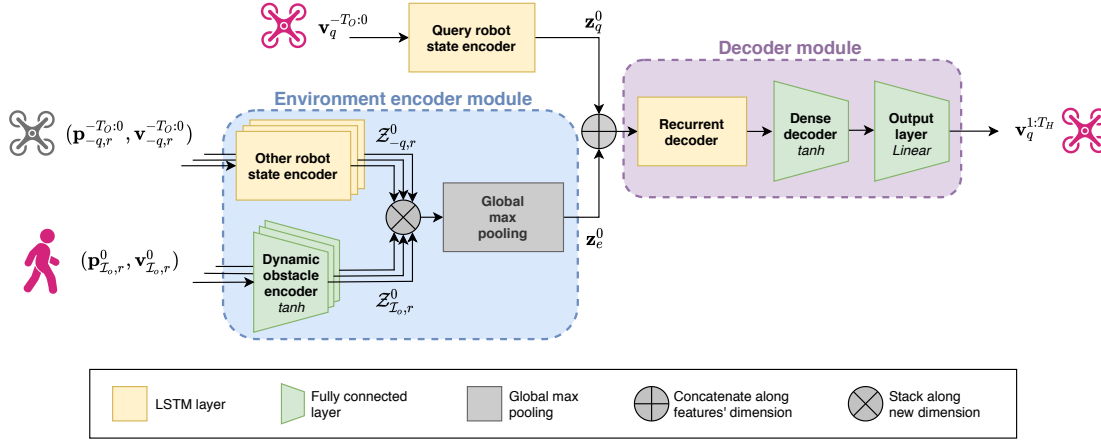 v_q^{-T_O:0}
Query robot
state encoder
z_q^0
Decoder module
Environment encoder module
(p_{-q,r}^{-T_O:0}, v_{-q,r}^{-T_O:0})
Other robot
state encoder
Z_{-q,r}^0
Recurrent
decoder
Dense
decoder
tanh
Output
layer
Linear
v_q^{1:T_H}
Global
max
pooling
z_e^0
(p_{I_o,r}^0, v_{I_o,r}^0)
Dynamic
obstacle
encoder
tanh
Z_{I_o,r}^0
LSTM layer
Fully connected
layer
Global max
pooling
Concatenate along
features' dimension
Stack along
new dimension